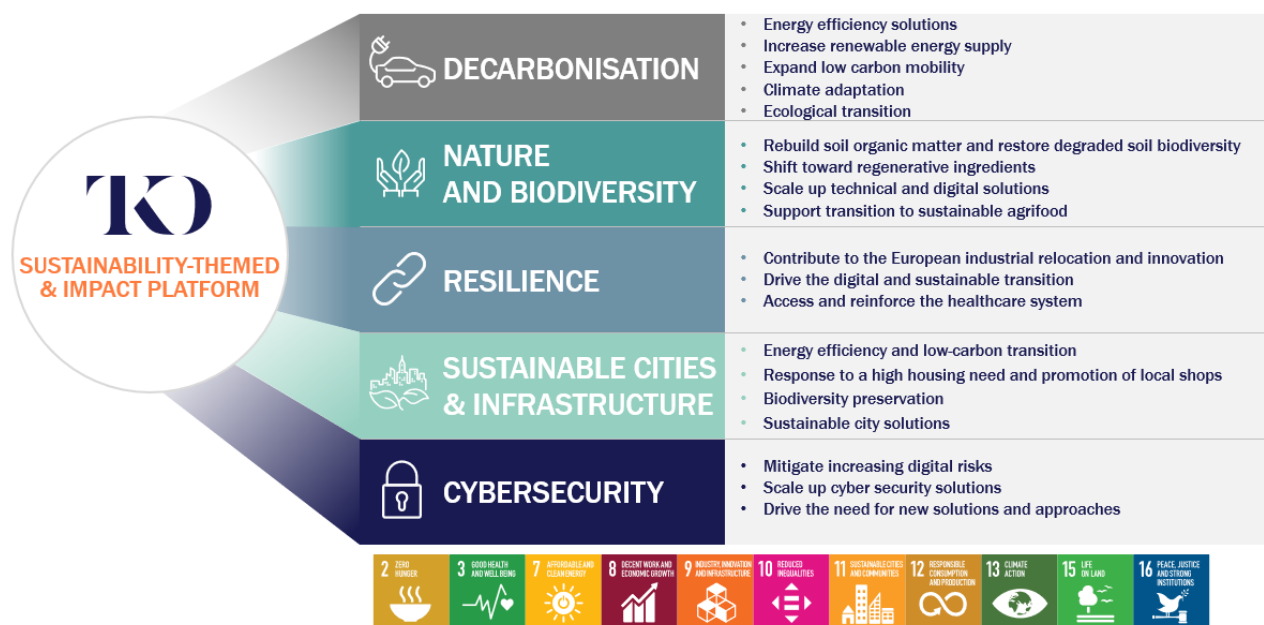 TKO
SUSTAINABILITY-THEMED
& IMPACT PLATFORM
DECARBONISATION
• Energy efficiency solutions
• Increase renewable energy supply
• Expand low carbon mobility
• Climate adaptation
• Ecological transition
NATURE
AND BIODIVERSITY
• Rebuild soil organic matter and restore degraded soil biodiversity
• Shift toward regenerative ingredients
• Scale up technical and digital solutions
• Support transition to sustainable agrifood
RESILIENCE
• Contribute to the European industrial relocation and innovation
• Drive the digital and sustainable transition
• Access and reinforce the healthcare system
SUSTAINABLE CITIES
& INFRASTRUCTURE
• Energy efficiency and low-carbon transition
• Response to a high housing need and promotion of local shops
• Biodiversity preservation
• Sustainable city solutions
CYBERSECURITY
• Mitigate increasing digital risks
• Scale up cyber security solutions
• Drive the need for new solutions and approaches
2 ZERO
HUNGER
3 GOOD HEALTH
AND WELL BEING
7 AFFORDABLE AND
CLEAN ENERGY
8 DECENT WORK AND
ECONOMIC GROWTH
9 INDUSTRY, INNOVATION
AND INFRASTRUCTURE
10 REDUCED
INEQUALITIES
11 SUSTAINABLE CITIES
AND COMMUNITIES
12 RESPONSIBLE
CONSUMPTION
AND PRODUCTION
13 CLIMATE
ACTION
15 LIFE
ON LAND
16 PEACE, JUSTICE
AND STRONG
INSTITUTIONS